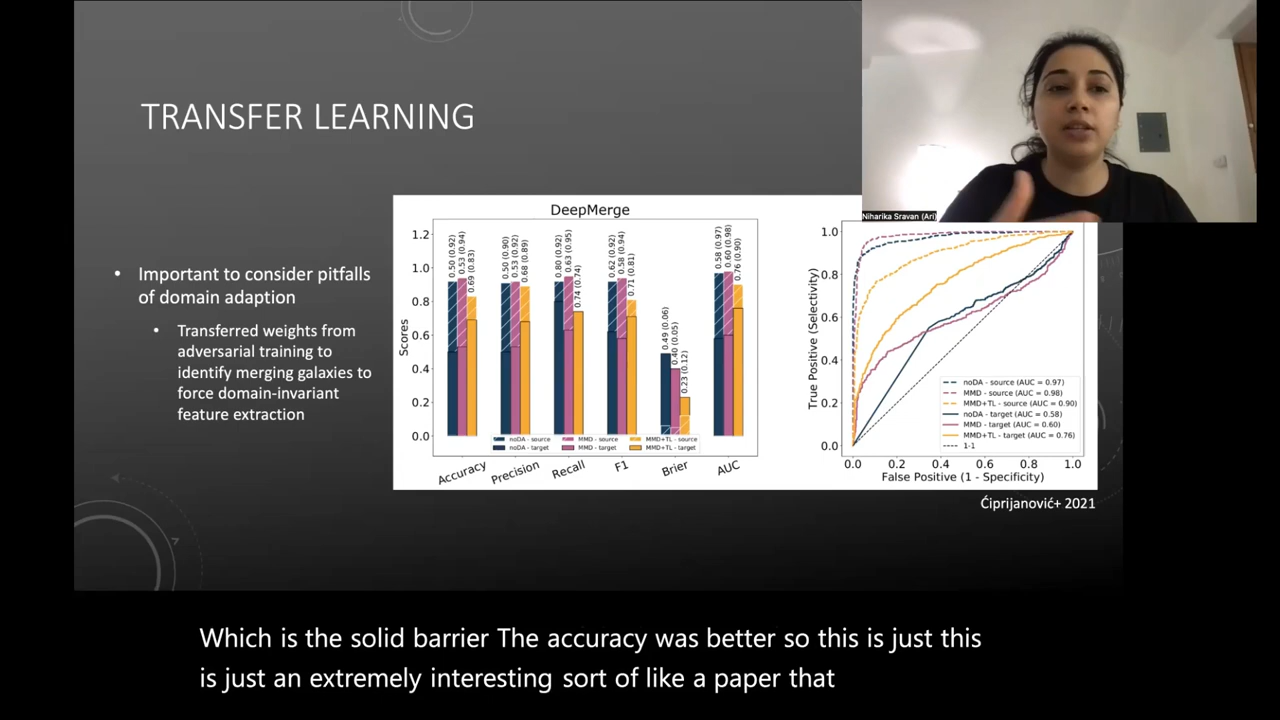 TRANSFER LEARNING
Niharika Sravan (Ari)
• Important to consider pitfalls
of domain adaption
• Transferred weights from
adversarial training to
identify merging galaxies to
force domain-invariant
feature extraction
DeepMerge
Scores
1.2
1.0
0.8
0.6
0.4
0.2
0.0
0.50 (0.92)
0.53 (0.94)
0.69 (0.83)
0.50 (0.90)
0.53 (0.92)
0.68 (0.89)
0.80 (0.92)
0.63 (0.95)
0.74 (0.74)
0.62 (0.92)
0.58 (0.94)
0.71 (0.81)
0.49 (0.06)
0.40 (0.05)
0.23 (0.12)
0.58 (0.97)
0.60 (0.98)
0.76 (0.90)
noDA - source MMD - source MMD+TL - source
noDA - target MMD - target MMD+TL - target
Accuracy Precision Recall F1 Brier AUC
True Positive (Selectivity)
1.0
0.8
0.6
0.4
0.2
0.0
noDA - source (AUC = 0.97)
MMD - source (AUC = 0.98)
MMD+TL - source (AUC = 0.90)
noDA - target (AUC = 0.58)
MMD - target (AUC = 0.60)
MMD+TL - target (AUC = 0.76)
1-1
0.0 0.2 0.4 0.6 0.8 1.0
False Positive (1 - Specificity)
Ćiprijanović+ 2021
Which is the solid barrier The accuracy was better so this is just this
is just an extremely interesting sort of like a paper that